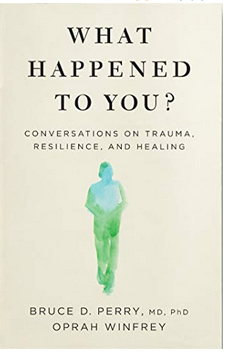 WHAT
HAPPENED
TO YOU?
CONVERSATIONS ON TRAUMA,
RESILIENCE, AND HEALING
BRUCE D. PERRY, MD, PhD
OPRAH WINFREY